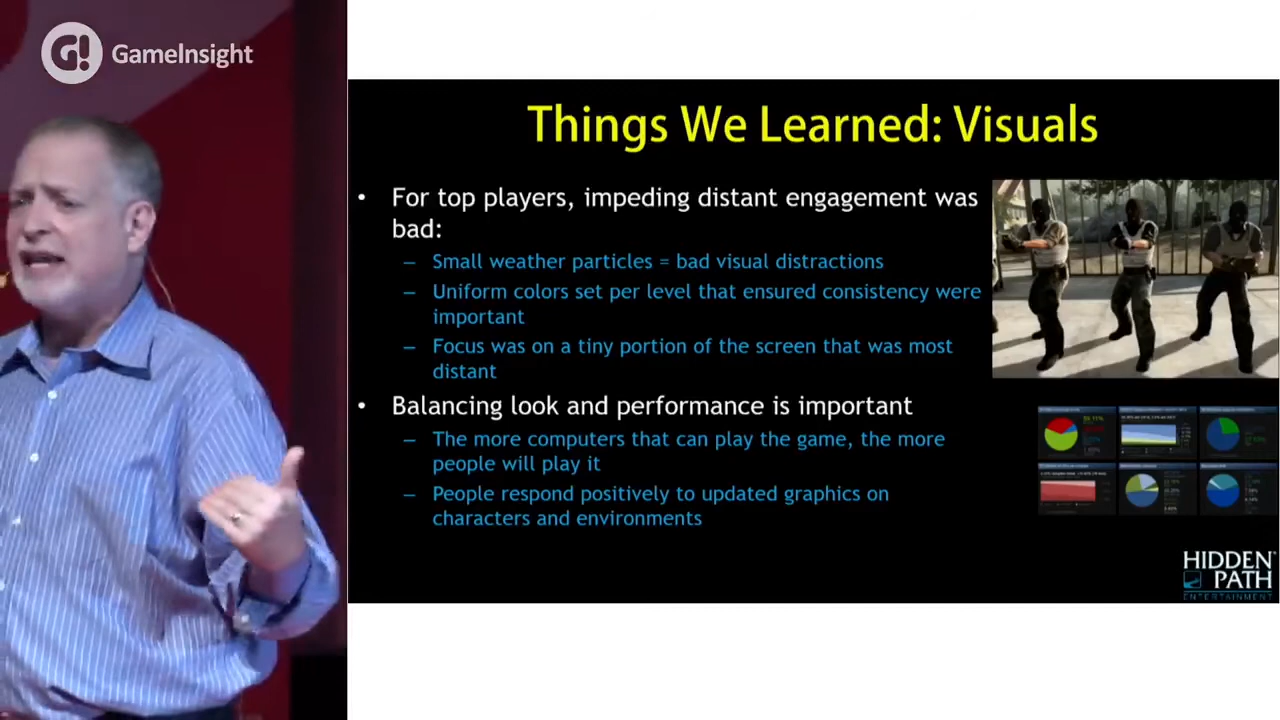 G! GameInsight
Things We Learned: Visuals
• For top players, impeding distant engagement was
bad:
– Small weather particles = bad visual distractions
– Uniform colors set per level that ensured consistency were
important
– Focus was on a tiny portion of the screen that was most
distant
• Balancing look and performance is important
– The more computers that can play the game, the more
people will play it
– People respond positively to updated graphics on
characters and environments
HIDDEN
PATH
ENTERTAINMENT